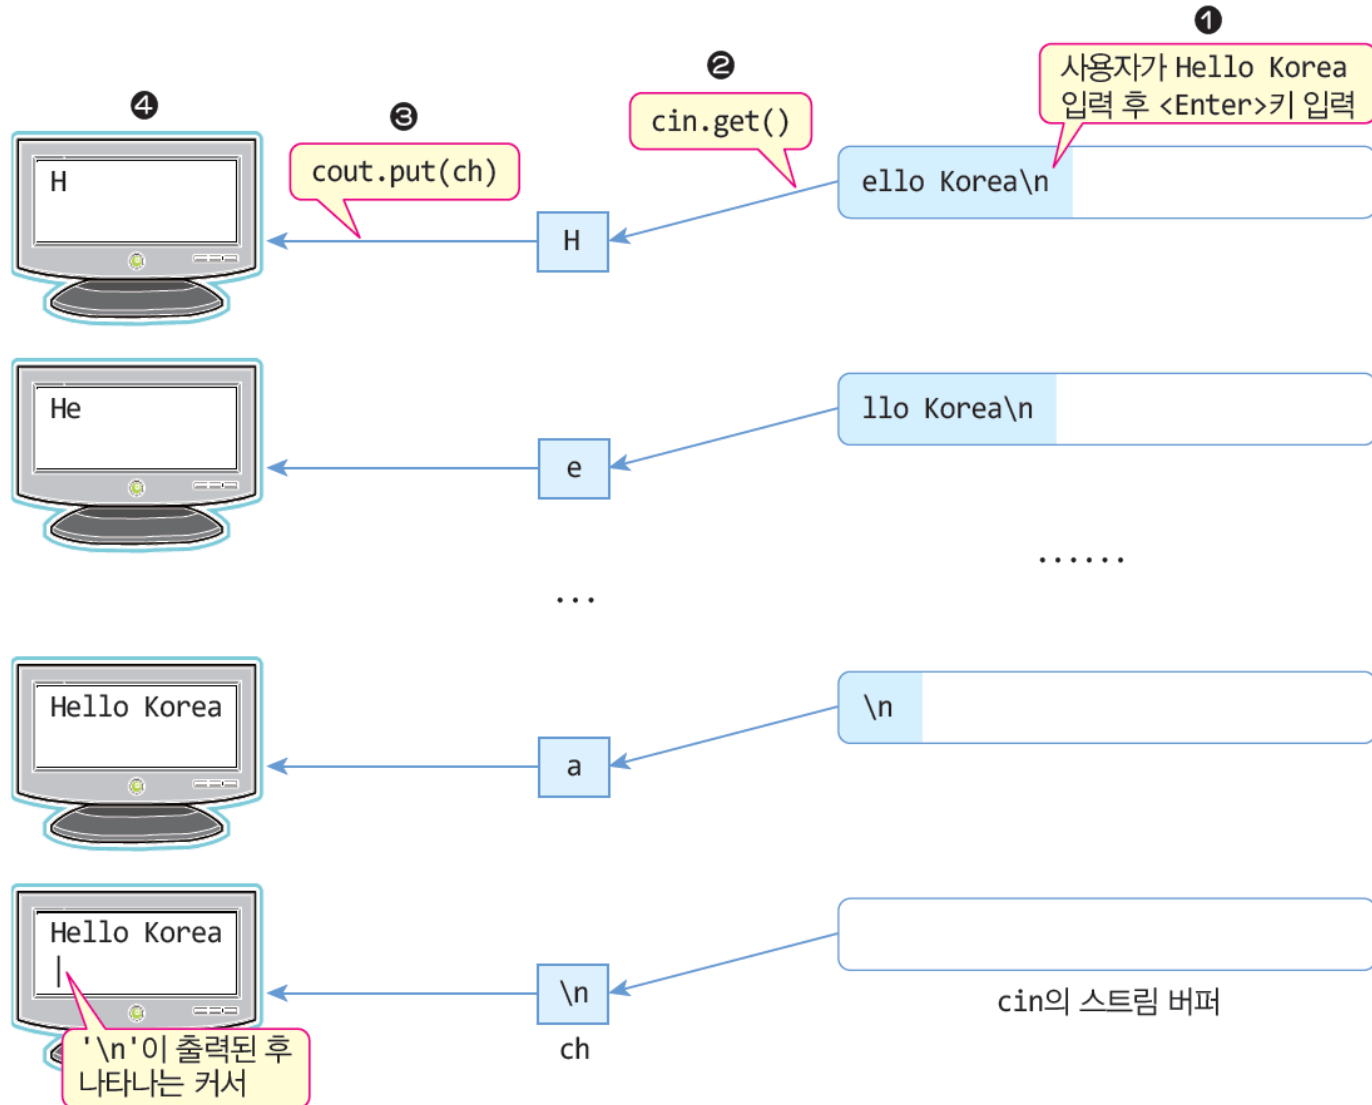 ❶
사용자가 Hello Korea
입력 후 <Enter>키 입력
❷
cin.get()
❸
cout.put(ch)
❹
H
H
ello Korea\n
He
e
llo Korea\n
...
......
Hello Korea
a
\n
Hello Korea
\n
ch
cin의 스트림 버퍼
'\n'이 출력된 후
나타나는 커서